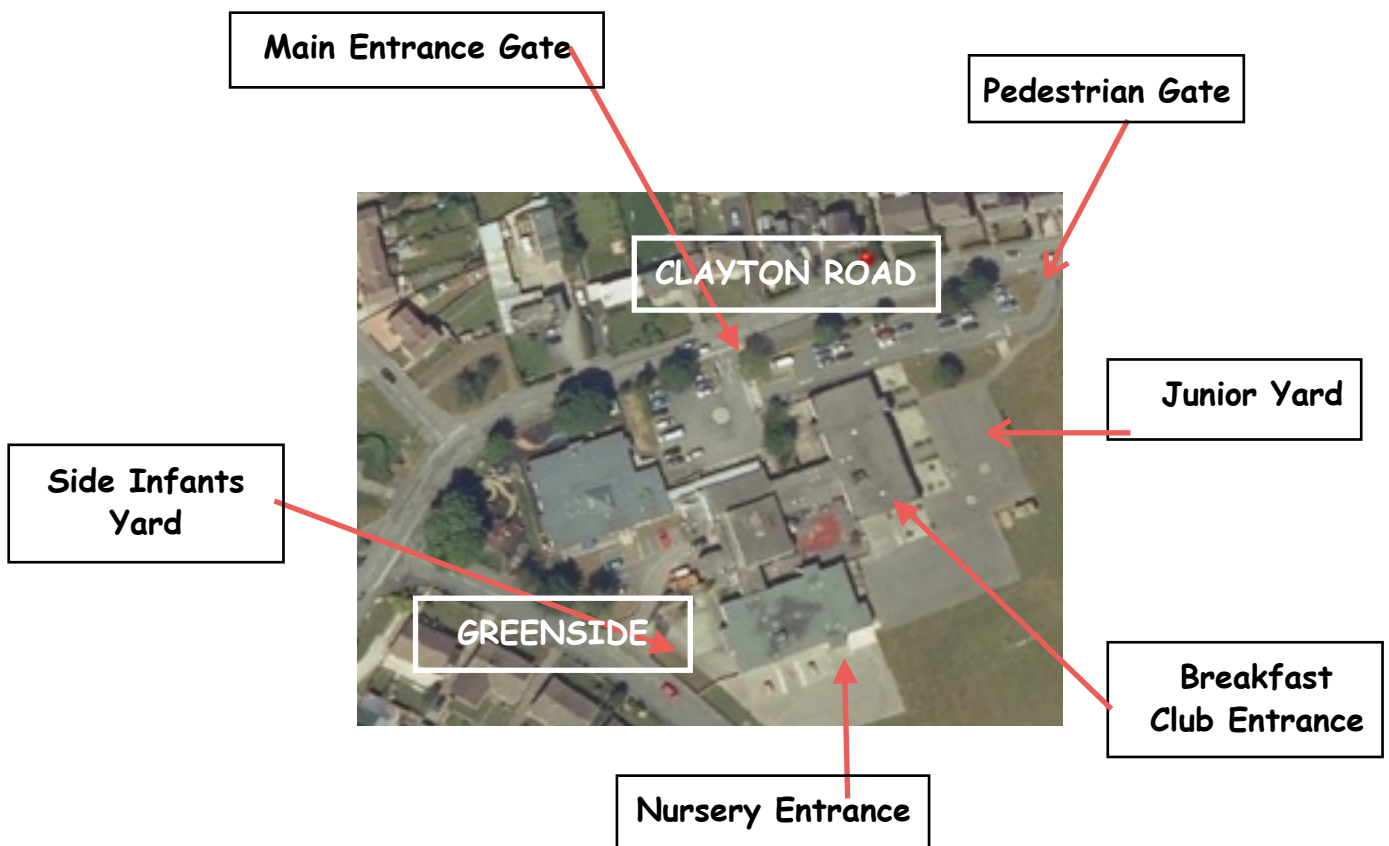 Main Entrance Gate
Pedestrian Gate
CLAYTON ROAD
Junior Yard
Side Infants
Yard
GREENSIDE
Breakfast
Club Entrance
Nursery Entrance